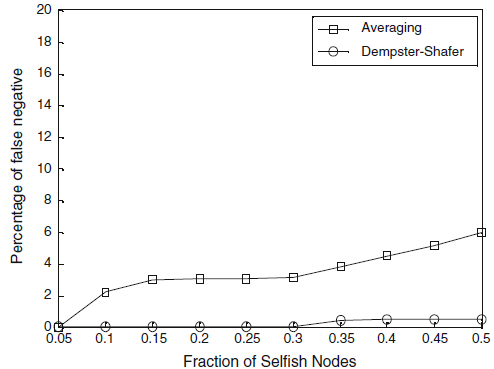 Percentage of false negative
20
18
16
14
12
10
8
6
4
2
0
Averaging
Dempster-Shafer
0.05 0.1 0.15 0.2 0.25 0.3 0.35 0.4 0.45 0.5
Fraction of Selfish Nodes